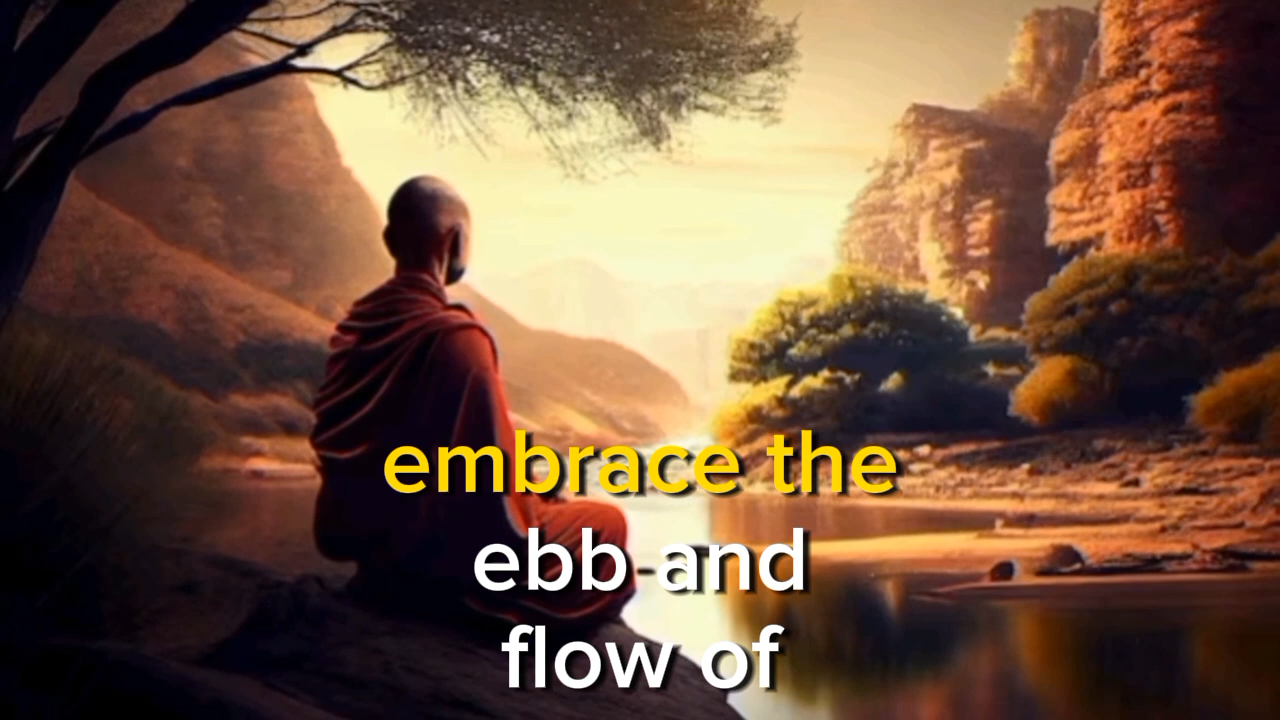 embrace the
ebb and
flow of